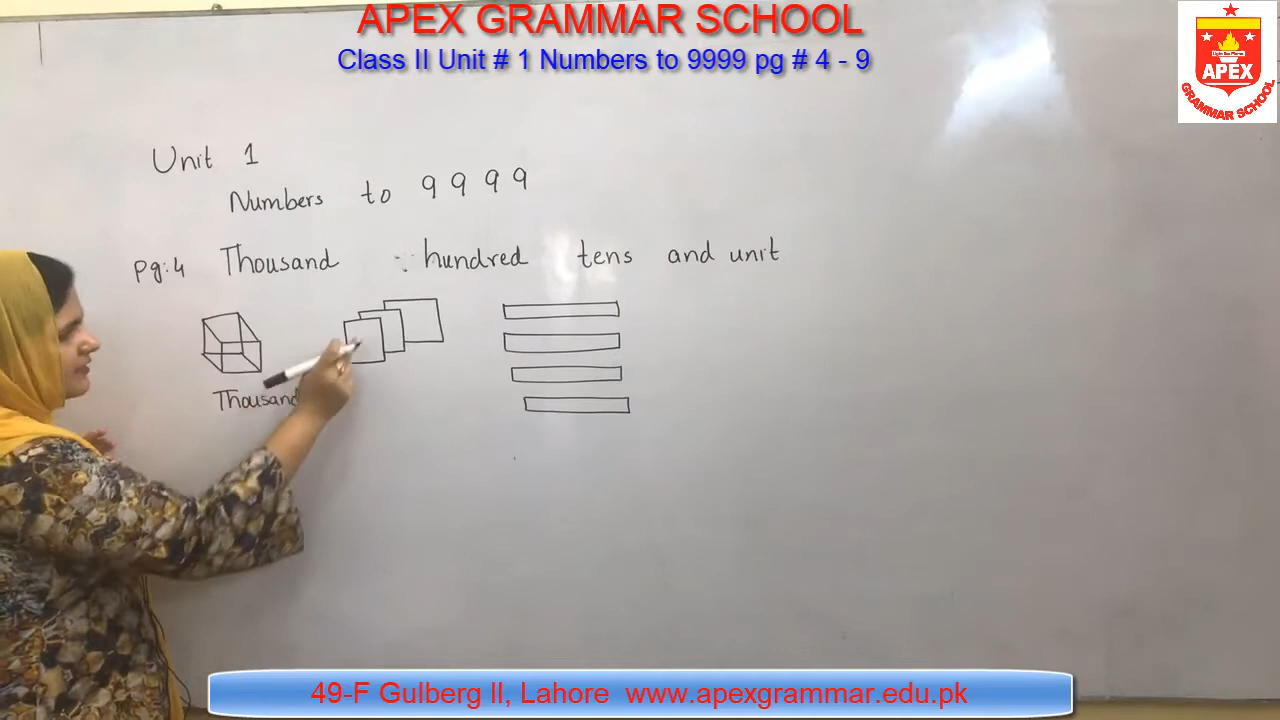 APEX GRAMMAR SCHOOL
Class II Unit # 1 Numbers to 9999 pg # 4 - 9
APEX
GRAMMAR SCHOOL
Unit 1
Numbers to 9999
Pg:4 Thousand hundred tens and unit
Thousand
49-F Gulberg II, Lahore www.apexgrammar.edu.pk